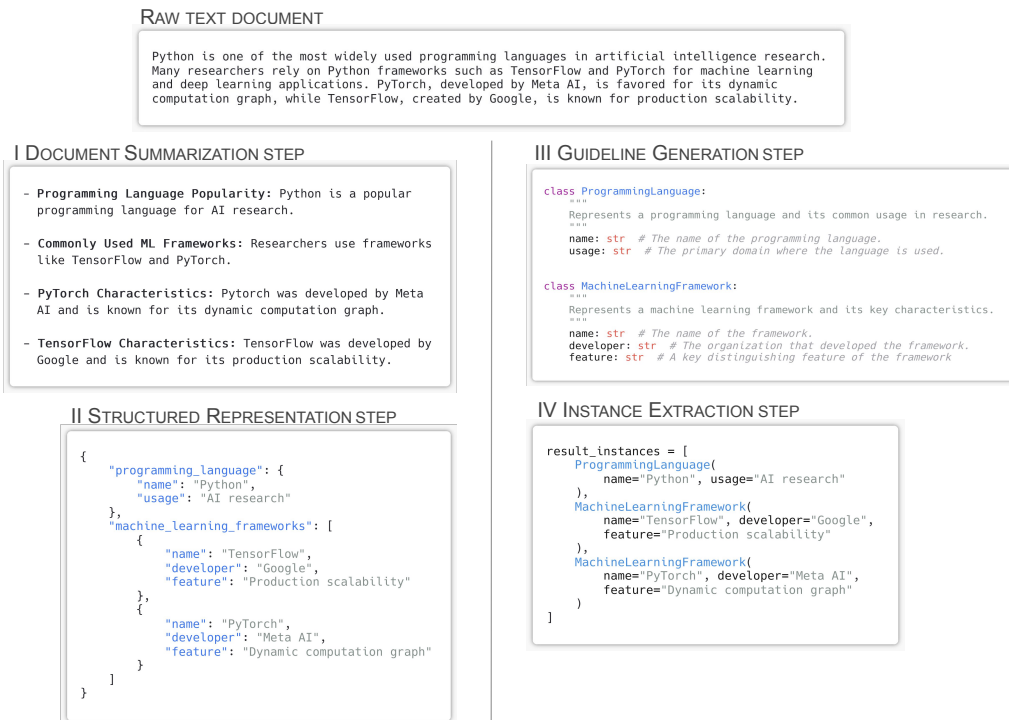 RAW TEXT DOCUMENT
Python is one of the most widely used programming languages in artificial intelligence research.
Many researchers rely on Python frameworks such as TensorFlow and PyTorch for machine learning
and deep learning applications. PyTorch, developed by Meta AI, is favored for its dynamic
computation graph, while TensorFlow, created by Google, is known for production scalability.
I DOCUMENT SUMMARIZATION STEP
- Programming Language Popularity: Python is a popular
programming language for AI research.
- Commonly Used ML Frameworks: Researchers use frameworks
like TensorFlow and PyTorch.
- PyTorch Characteristics: Pytorch was developed by Meta
AI and is known for its dynamic computation graph.
- TensorFlow Characteristics: TensorFlow was developed by
Google and is known for its production scalability.
II STRUCTURED REPRESENTATION STEP
{
    "programming_language": {
        "name": "Python",
        "usage": "AI research"
    },
    "machine_learning_frameworks": [
        {
            "name": "TensorFlow",
            "developer": "Google",
            "feature": "Production scalability"
        },
        {
            "name": "PyTorch",
            "developer": "Meta AI",
            "feature": "Dynamic computation graph"
        }
    ]
}
III GUIDELINE GENERATION STEP
class ProgrammingLanguage:
    """
    Represents a programming language and its common usage in research.
    """
    name: str  # The name of the programming language.
    usage: str  # The primary domain where the language is used.
class MachineLearningFramework:
    """
    Represents a machine learning framework and its key characteristics.
    """
    name: str  # The name of the framework.
    developer: str  # The organization that developed the framework.
    feature: str  # A key distinguishing feature of the framework
IV INSTANCE EXTRACTION STEP
result_instances = [
    ProgrammingLanguage(
        name="Python", usage="AI research"
    ),
    MachineLearningFramework(
        name="TensorFlow", developer="Google",
        feature="Production scalability"
    ),
    MachineLearningFramework(
        name="PyTorch", developer="Meta AI",
        feature="Dynamic computation graph"
    )
]